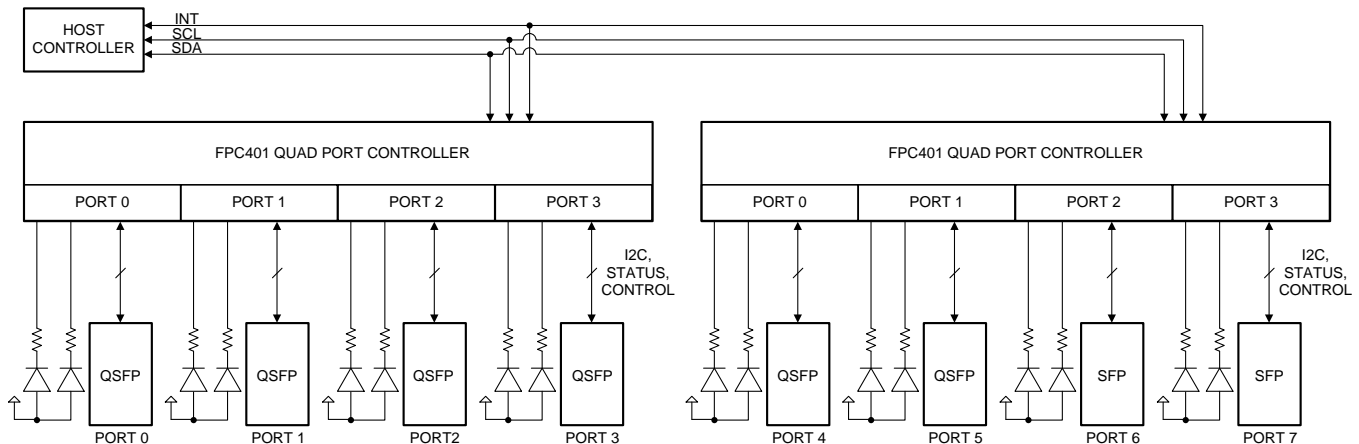 HOST
CONTROLLER
INT
SCL
SDA
FPC401 QUAD PORT CONTROLLER
PORT 0
PORT 1
PORT 2
PORT 3
FPC401 QUAD PORT CONTROLLER
PORT 0
PORT 1
PORT 2
PORT 3
I2C,
STATUS,
CONTROL
I2C,
STATUS,
CONTROL
QSFP
QSFP
QSFP
QSFP
QSFP
QSFP
SFP
SFP
PORT 0
PORT 1
PORT2
PORT 3
PORT 4
PORT 5
PORT 6
PORT 7